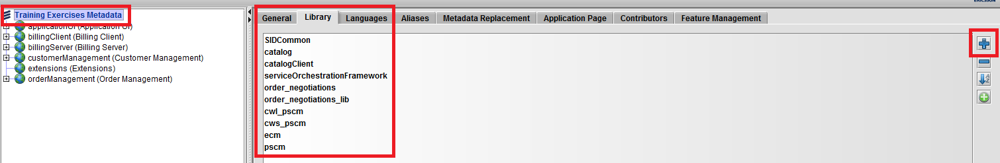 ERICSSON
Training Exercises Metadata
applicationUI (Application UI)
billingClient (Billing Client)
billingServer (Billing Server)
customerManagement (Customer Management)
extensions (Extensions)
orderManagement (Order Management)
General Library Languages Aliases Metadata Replacement Application Page Contributors Feature Management
SIDCommon
catalog
catalogClient
serviceOrchestrationFramework
order_negotiations
order_negotiations_lib
cwl_pscm
cws_pscm
ecm
pscm
A
Z